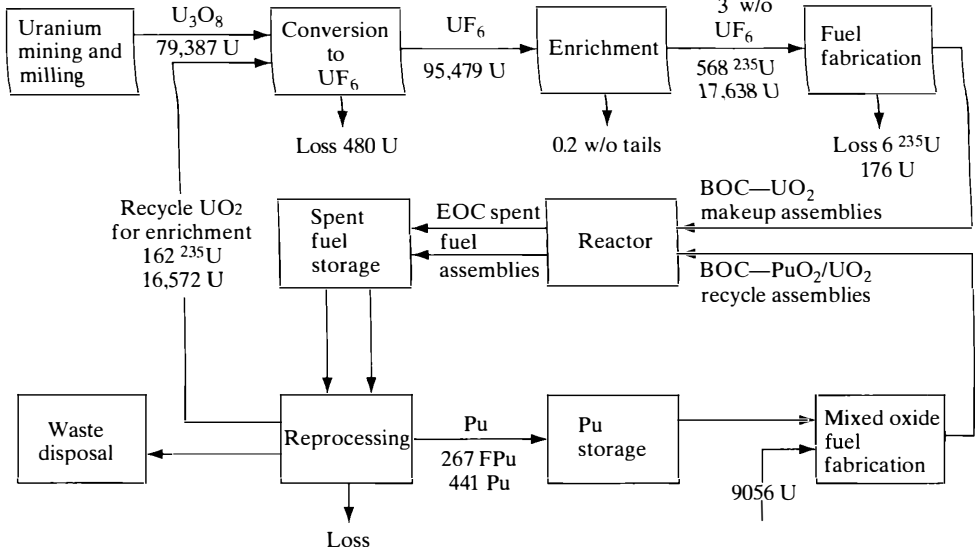 Uranium
mining and
milling
U₃O₈
79,387 U
Conversion
to
UF₆
Loss 480 U
UF₆
95,479 U
Enrichment
0.2 w/o tails
3 w/o
UF₆
568 ²³⁵U
17,638 U
Fuel
fabrication
Loss 6 ²³⁵U
176 U
Recycle UO₂
for enrichment
162 ²³⁵U
16,572 U
Spent
fuel
storage
EOC spent
fuel
assemblies
Reactor
BOC—UO₂
makeup assemblies
BOC—PuO₂/UO₂
recycle assemblies
Waste
disposal
Reprocessing
Loss
Pu
267 FPu
441 Pu
Pu
storage
9056 U
Mixed oxide
fuel
fabrication